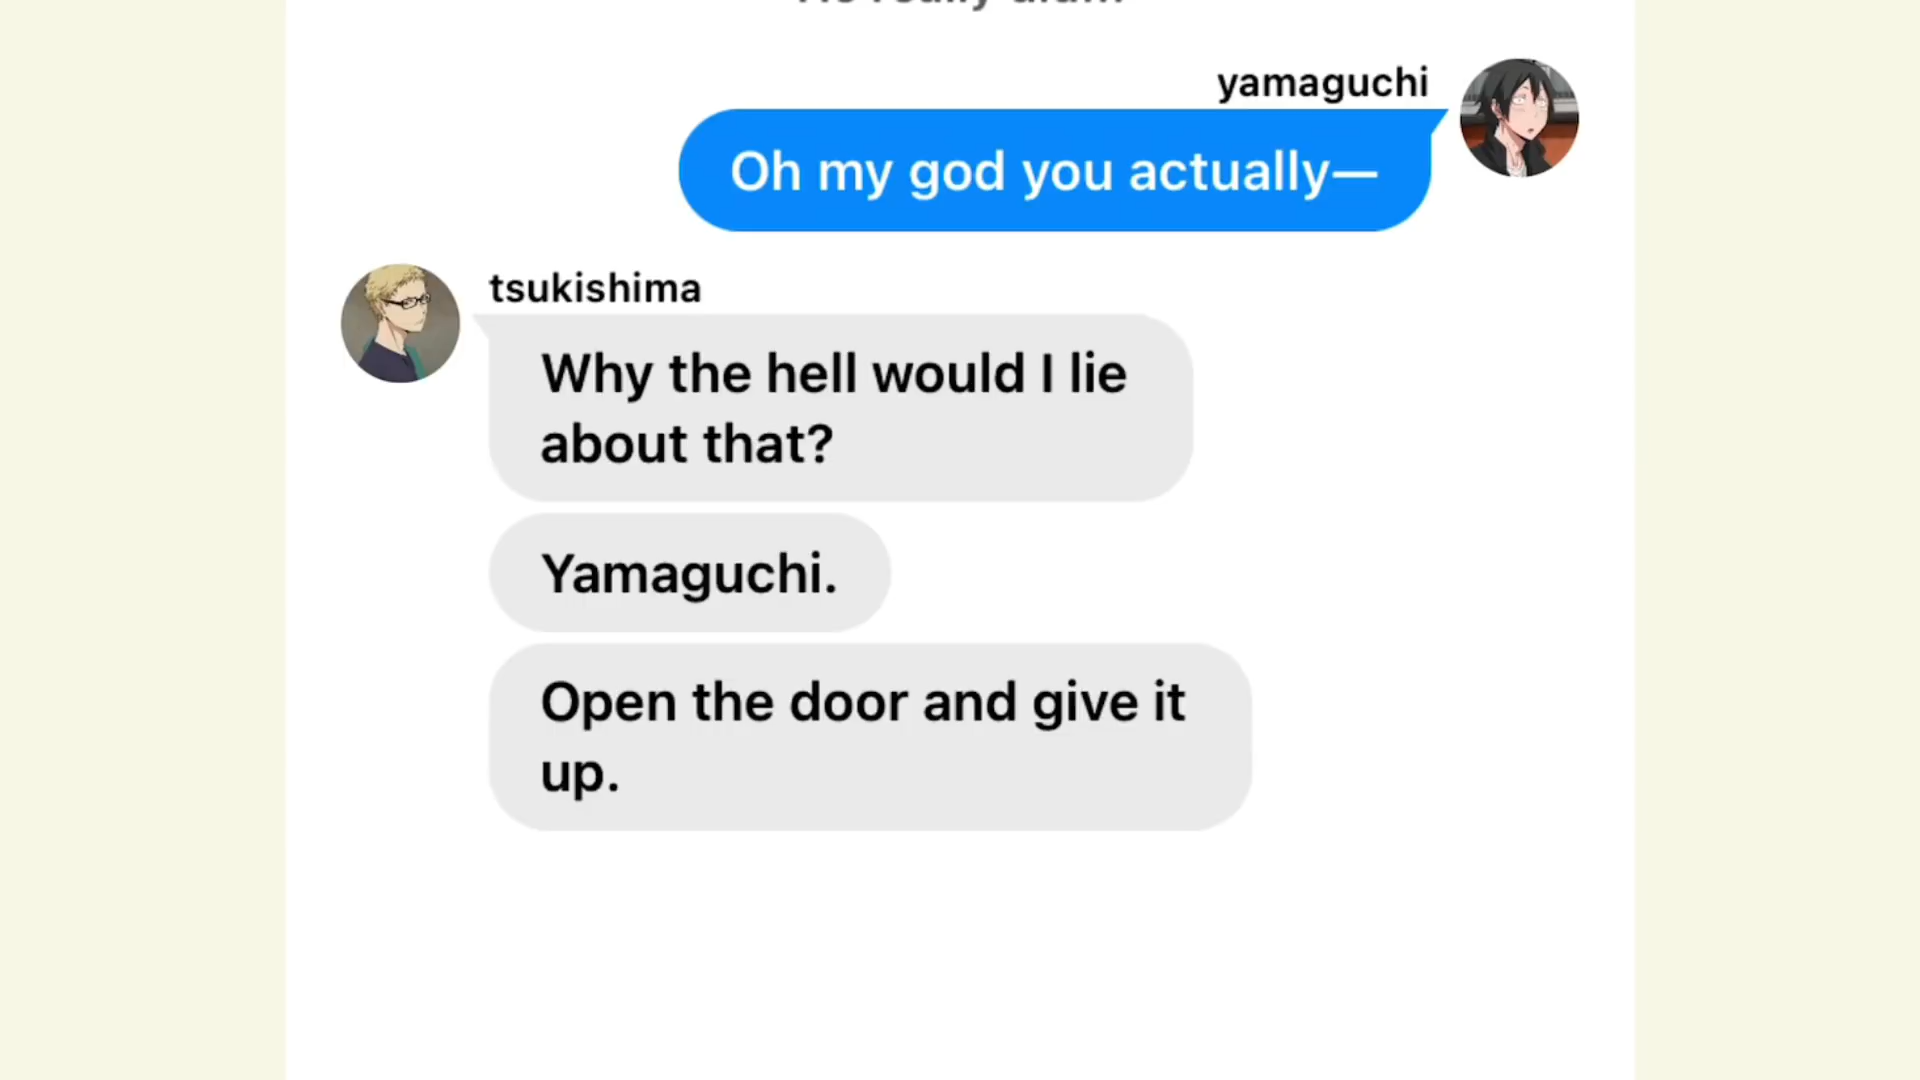 yamaguchi
Oh my god you actually—
tsukishima
Why the hell would I lie
about that?
Yamaguchi.
Open the door and give it
up.